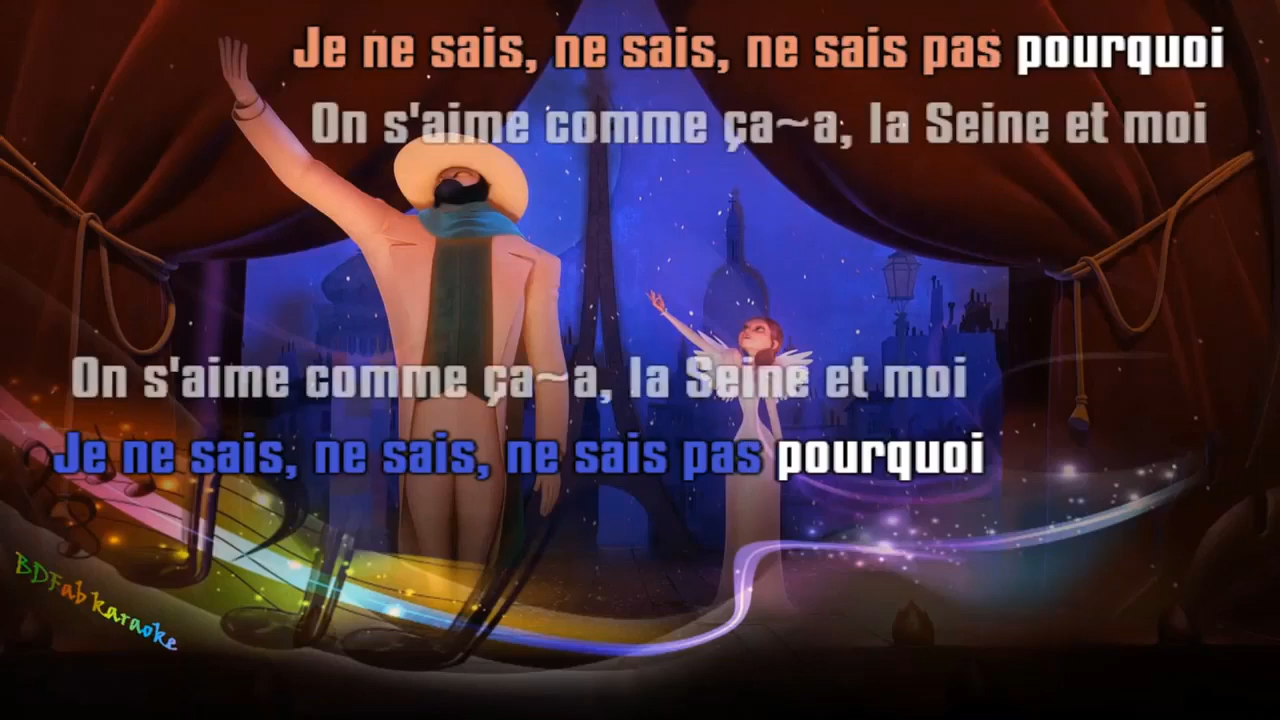 Je ne sais, ne sais, ne sais pas pourquoi
On s'aime comme ça~a, la Seine et moi
On s'aime comme ça~a, la Seine et moi
Je ne sais, ne sais, ne sais pas pourquoi
BDFab karaoke